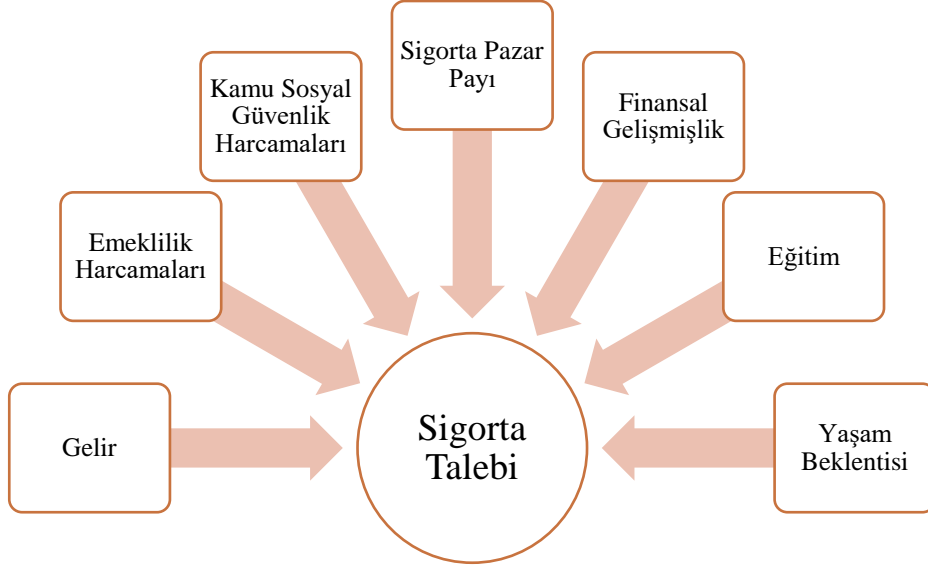 Sigorta Pazar
Payı
Kamu Sosyal
Güvenlik
Harcamaları
Finansal
Gelişmişlik
Emeklilik
Harcamaları
Eğitim
Gelir
Sigorta
Talebi
Yaşam
Beklentisi